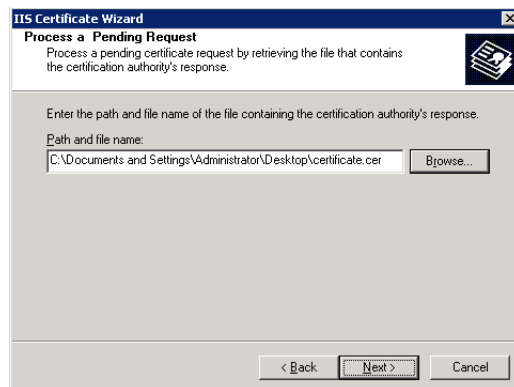 IIS Certificate Wizard
Process a Pending Request
Process a pending certificate request by retrieving the file that contains
the certification authority's response.
Enter the path and file name of the file containing the certification authority's response.
Path and file name:
C:\Documents and Settings\Administrator\Desktop\certificate.cer
Browse...
< Back
Next >
Cancel